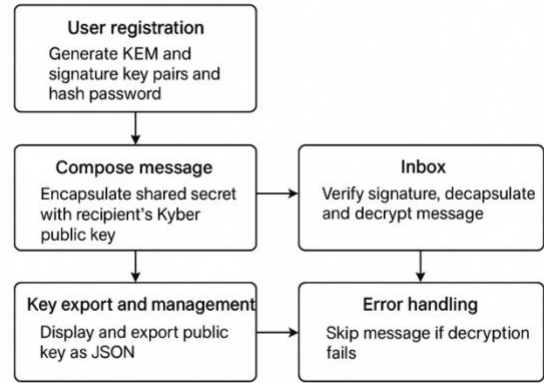 User registration
Generate KEM and
signature key pairs and
hash password
Compose message
Encapsulate shared secret
with recipient's Kyber
public key
Inbox
Verify signature, decapsulate
and decrypt message
Key export and management
Display and export public
key as JSON
Error handling
Skip message if decryption
fails